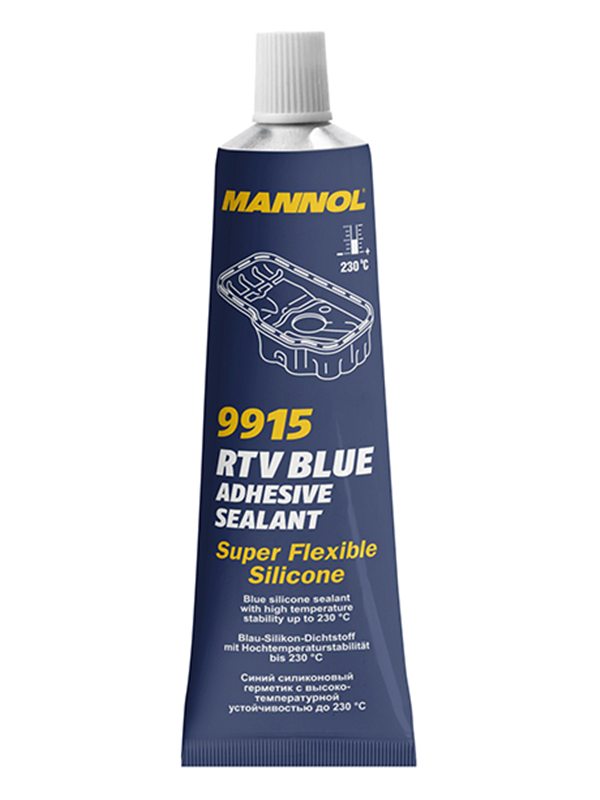 MANNOL®
230 °C
9915
RTV BLUE
ADHESIVE
SEALANT
Super Flexible
Silicone
Blue silicone sealant
with high temperature
stability up to 230 °C
Blau-Silikon-Dichtstoff
mit Hochtemperaturstabilität
bis 230 °C
Синий силиконовый
герметик с высоко-
температурной
устойчивостью до 230 °C